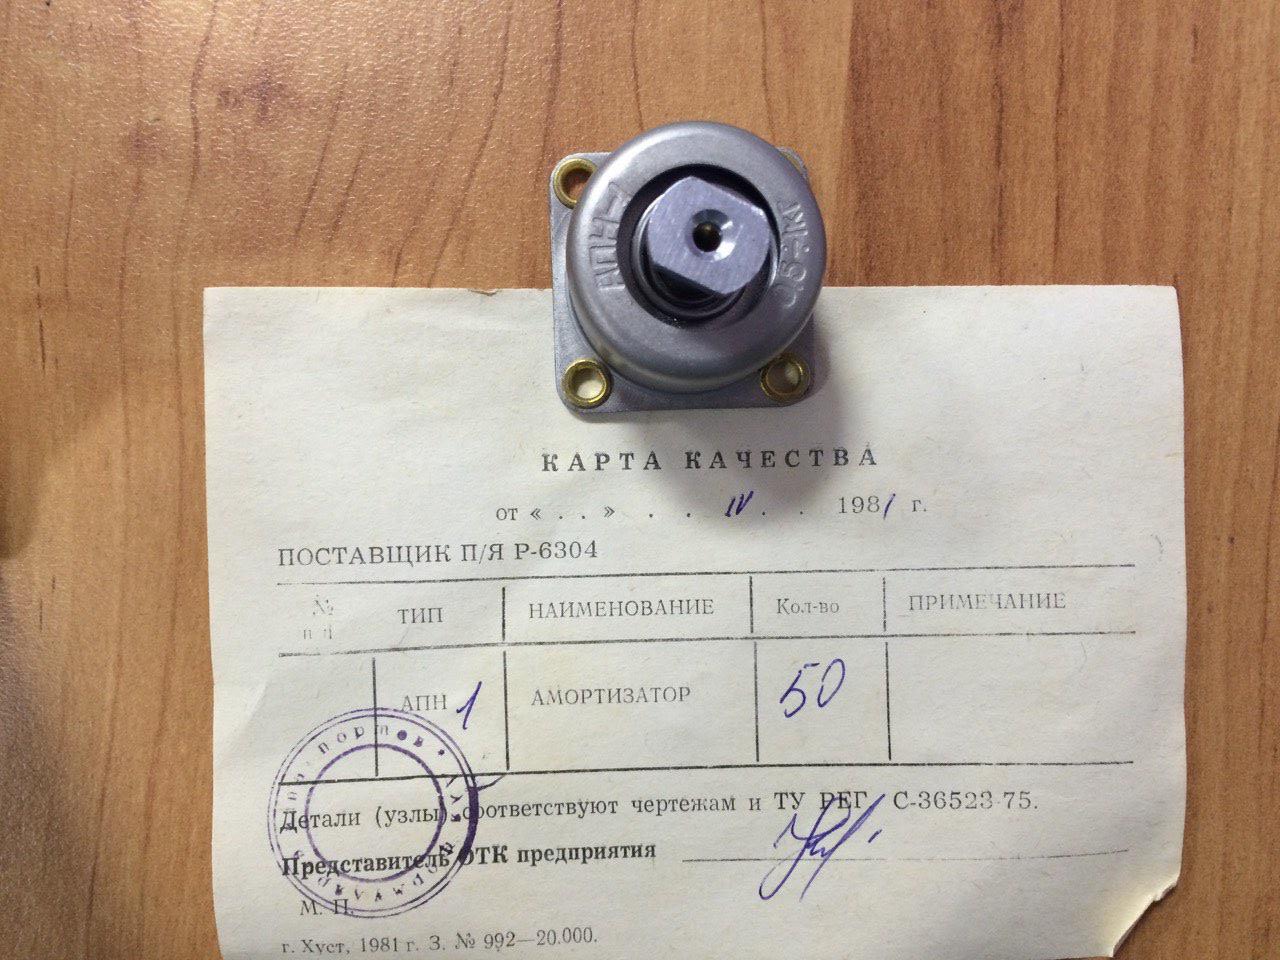 АПН-1
0,5÷1кг
КАРТА КАЧЕСТВА
от « . . » . . IV . . 1981 г.
ПОСТАВЩИК П/Я Р-6304
№ п п ТИП НАИМЕНОВАНИЕ Кол-во ПРИМЕЧАНИЕ
АПН 1 АМОРТИЗАТОР 50
Детали (узлы) соответствуют чертежам и ТУ РЕГ. С-36523-75.
Представитель ОТК предприятия
М. П.
г. Хуст, 1981 г. З. № 992—20.000.